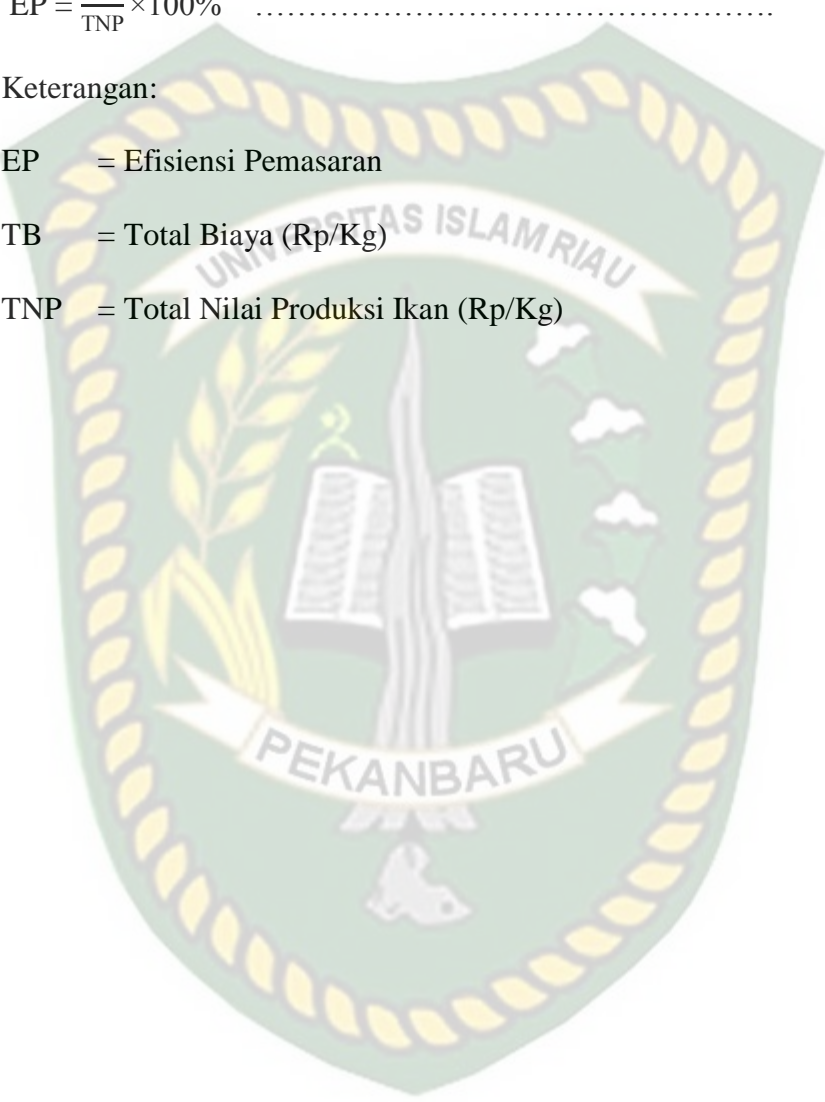 EP = TNP ×100% ……………………………………….
Keterangan:
EP = Efisiensi Pemasaran
TB = Total Biaya (Rp/Kg)
UNIVERSITAS ISLAM RIAU
TNP = Total Nilai Produksi Ikan (Rp/Kg)
PEKANBARU